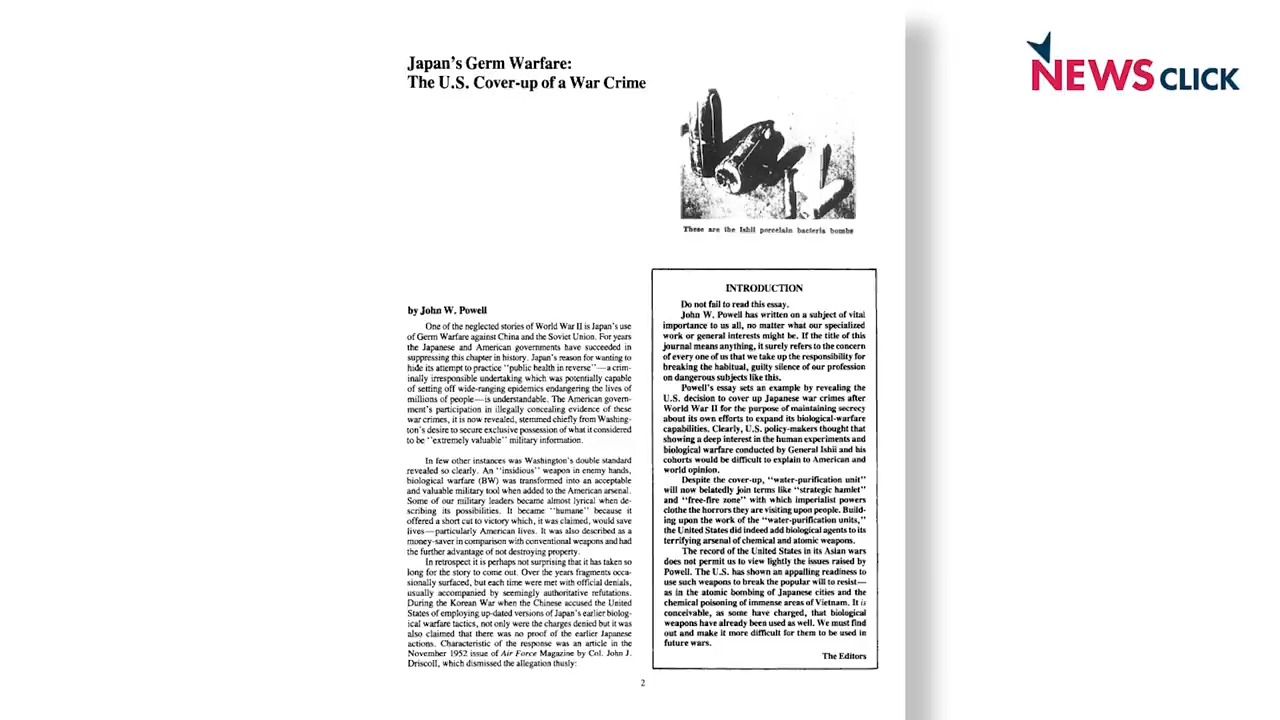 Japan's Germ Warfare:
The U.S. Cover-up of a War Crime
These are the Ishii porcelain bacteria bombs
by John W. Powell
One of the neglected stories of World War II is Japan's use
of Germ Warfare against China and the Soviet Union. For years
the Japanese and American governments have succeeded in
suppressing this chapter in history. Japan's reason for wanting to
hide its attempt to practice "public health in reverse"—a crim-
inally irresponsible undertaking which was potentially capable
of setting off wide-ranging epidemics endangering the lives of
millions of people—is understandable. The American govern-
ment's participation in illegally concealing evidence of these
war crimes, it is now revealed, stemmed chiefly from Washing-
ton's desire to secure exclusive possession of what it considered
to be "extremely valuable" military information.
In few other instances was Washington's double standard
revealed so clearly. An "insidious" weapon in enemy hands,
biological warfare (BW) was transformed into an acceptable
and valuable military tool when added to the American arsenal.
Some of our military leaders became almost lyrical when de-
scribing its possibilities. It became "humane" because it
offered a short cut to victory which, it was claimed, would save
lives—particularly American lives. It was also described as a
money-saver in comparison with conventional weapons and had
the further advantage of not destroying property.
In retrospect it is perhaps not surprising that it has taken so
long for the story to come out. Over the years fragments occa-
sionally surfaced, but each time were met with official denials,
usually accompanied by seemingly authoritative refutations.
During the Korean War when the Chinese accused the United
States of employing up-dated versions of Japan's earlier biolog-
ical warfare tactics, not only were the charges denied but it was
also claimed that there was no proof of the earlier Japanese
actions. Characteristic of the response was an article in the
November 1952 issue of Air Force Magazine by Col. John J.
Driscoll, which dismissed the allegation thusly:
INTRODUCTION
Do not fail to read this essay.
John W. Powell has written on a subject of vital
importance to us all, no matter what our specialized
work or general interests might be. If the title of this
journal means anything, it surely refers to the concern
of every one of us that we take up the responsibility for
breaking the habitual, guilty silence of our profession
on dangerous subjects like this.
Powell's essay sets an example by revealing the
U.S. decision to cover up Japanese war crimes after
World War II for the purpose of maintaining secrecy
about its own efforts to expand its biological-warfare
capabilities. Clearly, U.S. policy-makers thought that
showing a deep interest in the human experiments and
biological warfare conducted by General Ishii and his
cohorts would be difficult to explain to American and
world opinion.
Despite the cover-up, "water-purification unit"
will now belatedly join terms like "strategic hamlet"
and "free-fire zone" with which imperialist powers
clothe the horrors they are visiting upon people. Build-
ing upon the work of the "water-purification units,"
the United States did indeed add biological agents to its
terrifying arsenal of chemical and atomic weapons.
The record of the United States in its Asian wars
does not permit us to view lightly the issues raised by
Powell. The U.S. has shown an appalling readiness to
use such weapons to break the popular will to resist—
as in the atomic bombing of Japanese cities and the
chemical poisoning of immense areas of Vietnam. It is
conceivable, as some have charged, that biological
weapons have already been used as well. We must find
out and make it more difficult for them to be used in
future wars.
The Editors
2
NEWS CLICK